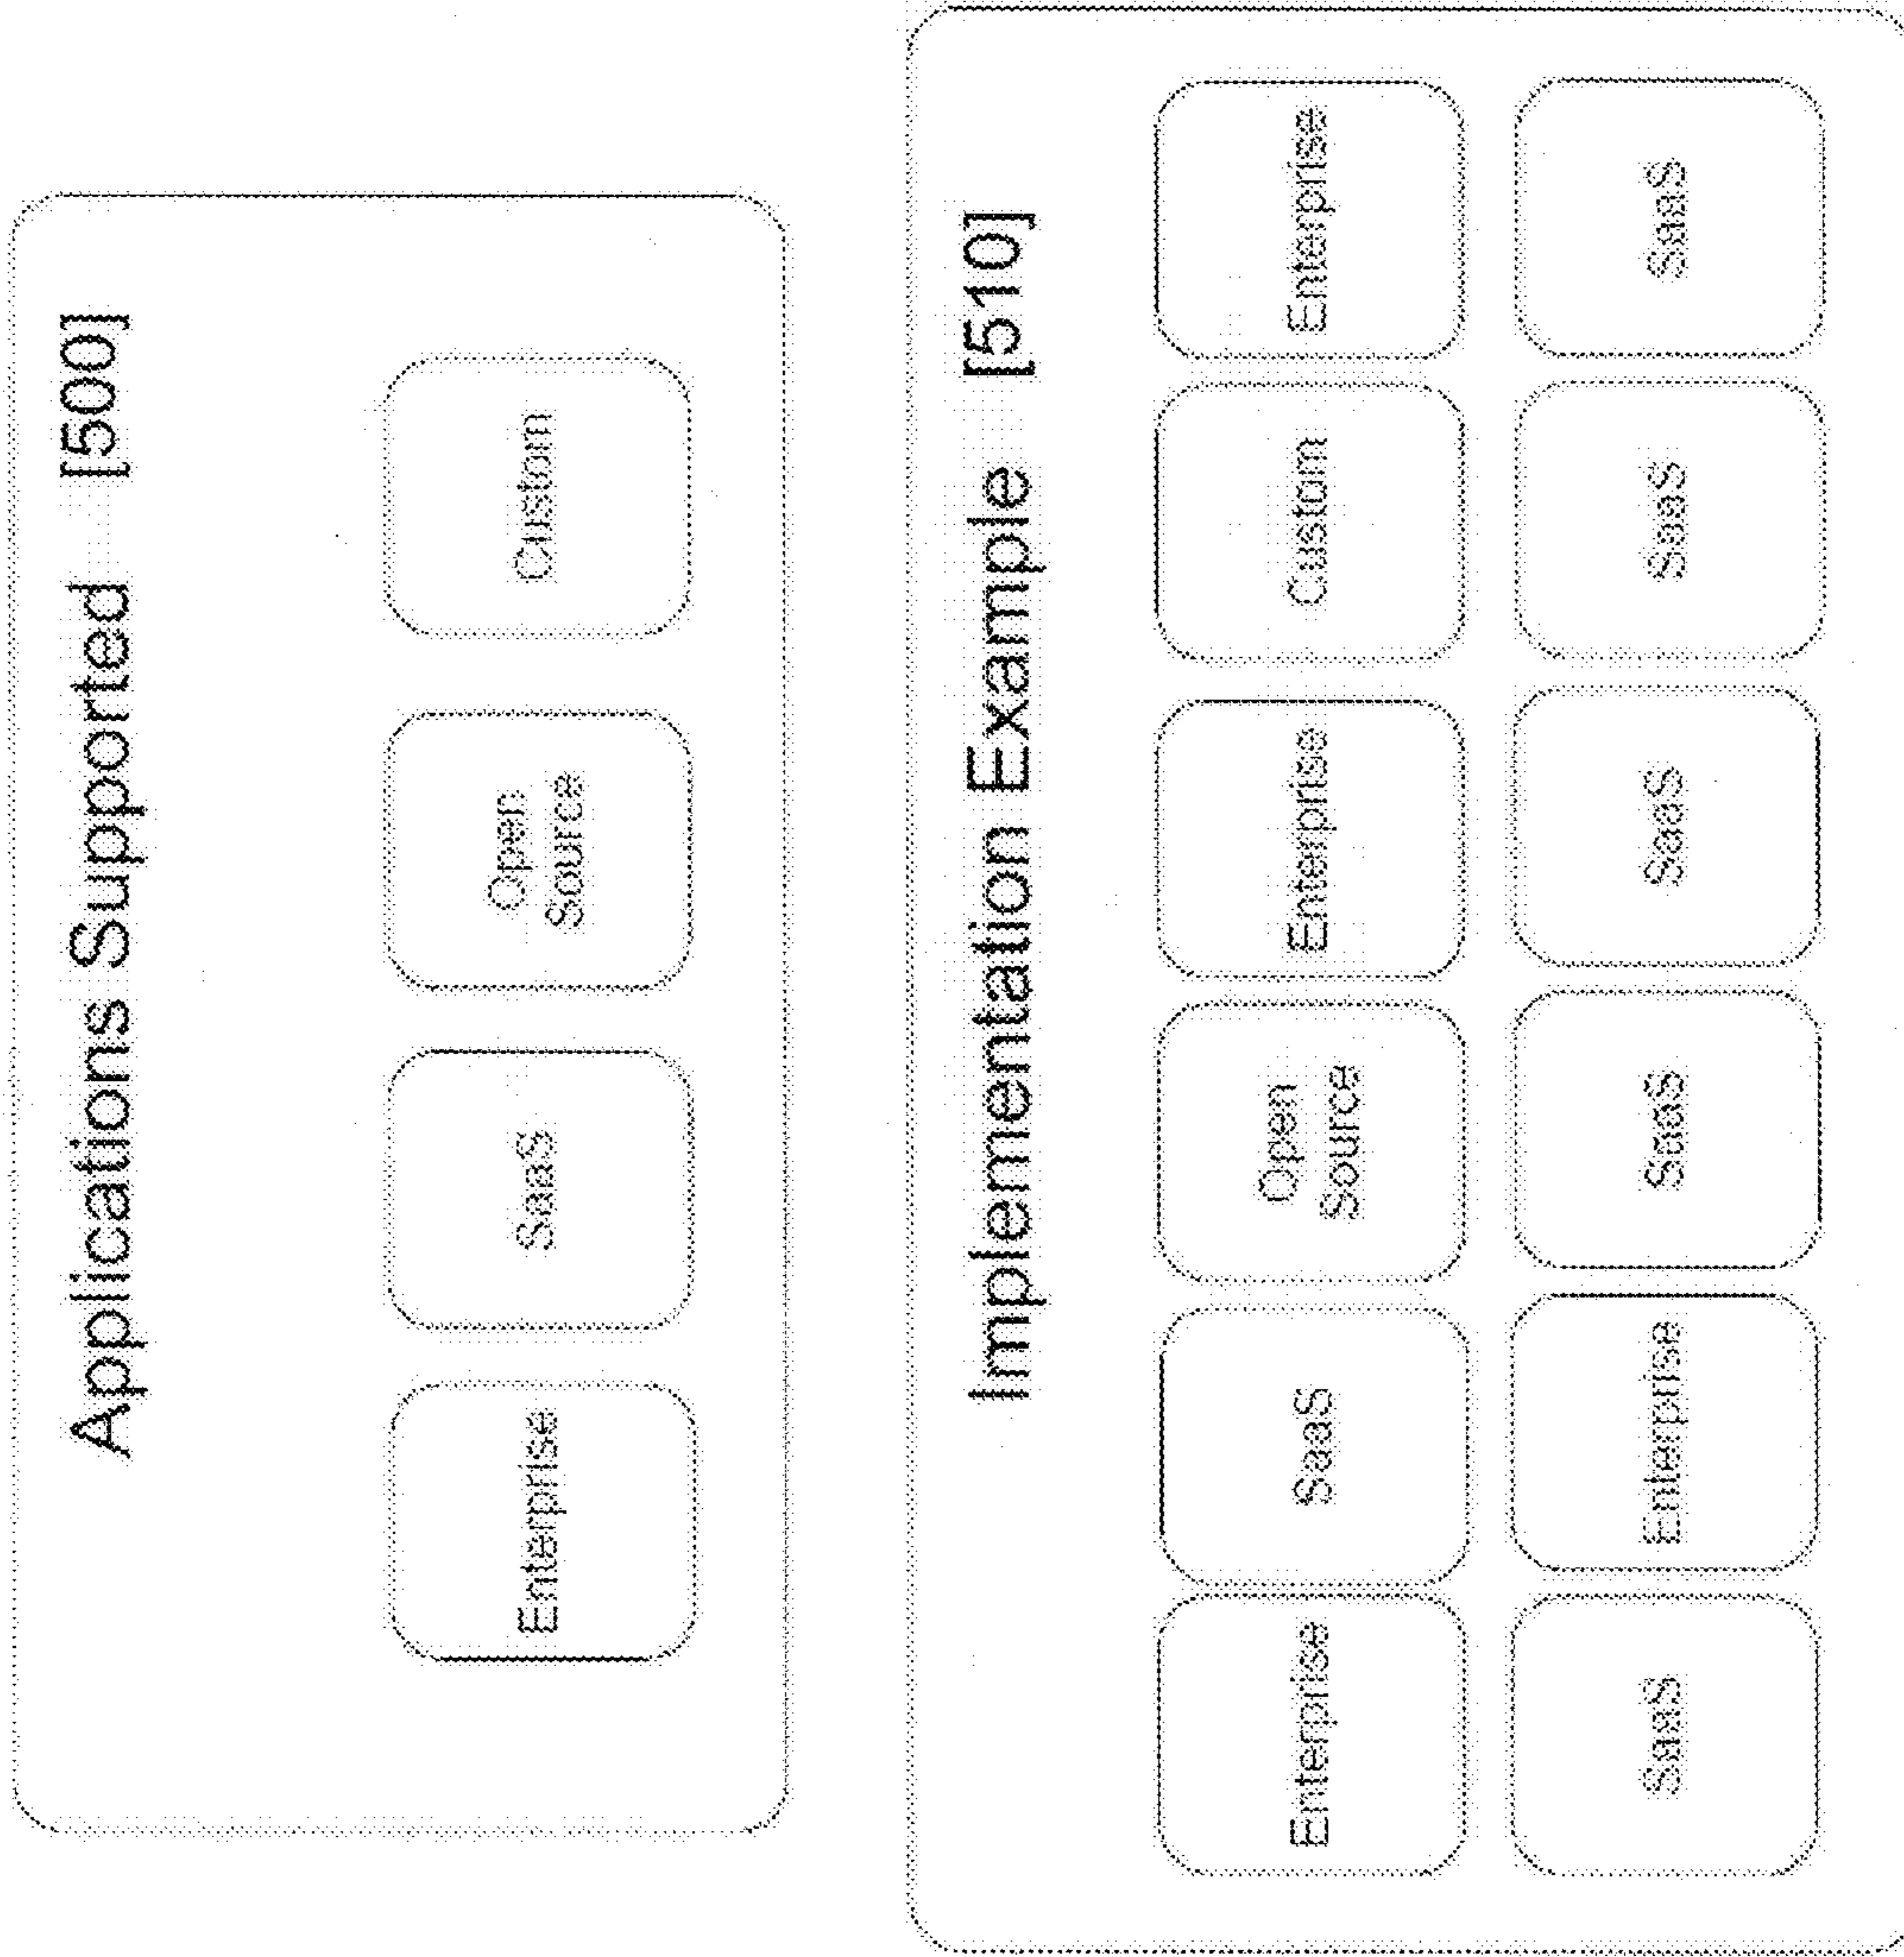 Applications Supported [500]
Enterprise
SaaS
Open
Source
Custom
Implementation Example [510]
Enterprise
SaaS
Open
Source
Enterprise
Custom
Enterprise
SaaS
Enterprise
SaaS
SaaS
SaaS
SaaS